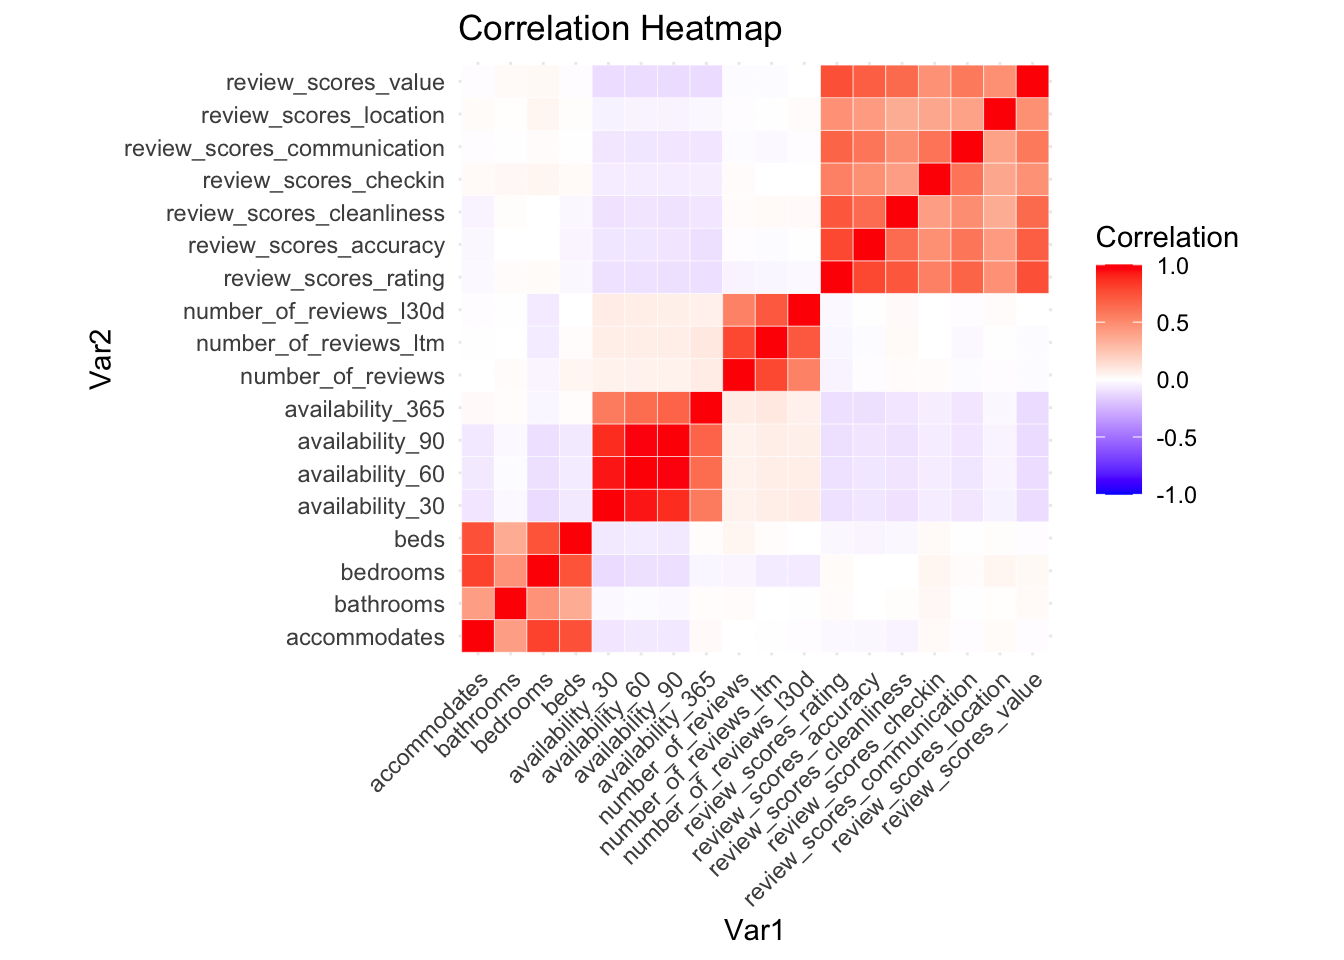 Correlation Heatmap
review_scores_value
review_scores_location
review_scores_communication
review_scores_checkin
review_scores_cleanliness
review_scores_accuracy
review_scores_rating
number_of_reviews_l30d
number_of_reviews_ltm
number_of_reviews
availability_365
availability_90
availability_60
availability_30
beds
bedrooms
bathrooms
accommodates
Var2
accommodates
bathrooms
bedrooms
beds
availability_30
availability_60
availability_90
availability_365
number_of_reviews
number_of_reviews_ltm
number_of_reviews_l30d
review_scores_rating
review_scores_accuracy
review_scores_cleanliness
review_scores_checkin
review_scores_communication
review_scores_location
review_scores_value
Var1
Correlation
1.0
0.5
0.0
-0.5
-1.0